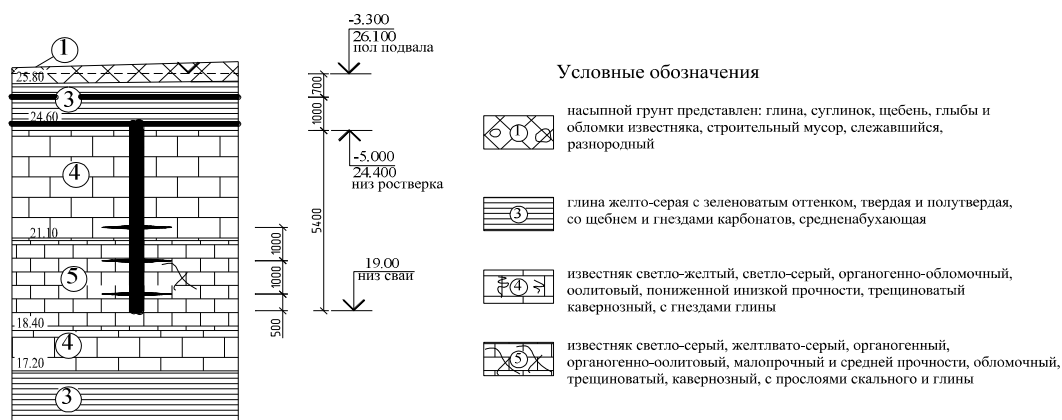 -3.300
26.100
пол подвала
1
25.80
700
3
1000
24.60
-5.000
24.400
низ ростверка
4
5400
21.10
1000
19.00
низ сваи
5
1000
18.40
500
4
17.20
3
Условные обозначения
1
насыпной грунт представлен: глина, суглинок, щебень, глыбы и
обломки известняка, строительный мусор, слежавшийся,
разнородный
3
глина желто-серая с зеленоватым оттенком, твердая и полутвердая,
со щебнем и гнездами карбонатов, средненабухающая
4
известняк светло-желтый, светло-серый, органогенно-обломочный,
оолитовый, пониженной инизкой прочности, трещиноватый
кавернозный, с гнездами глины
5
известняк светло-серый, желтлвато-серый, органогенный,
органогенно-оолитовый, малопрочный и средней прочности, обломочный,
трещиноватый, кавернозный, с прослоями скального и глины